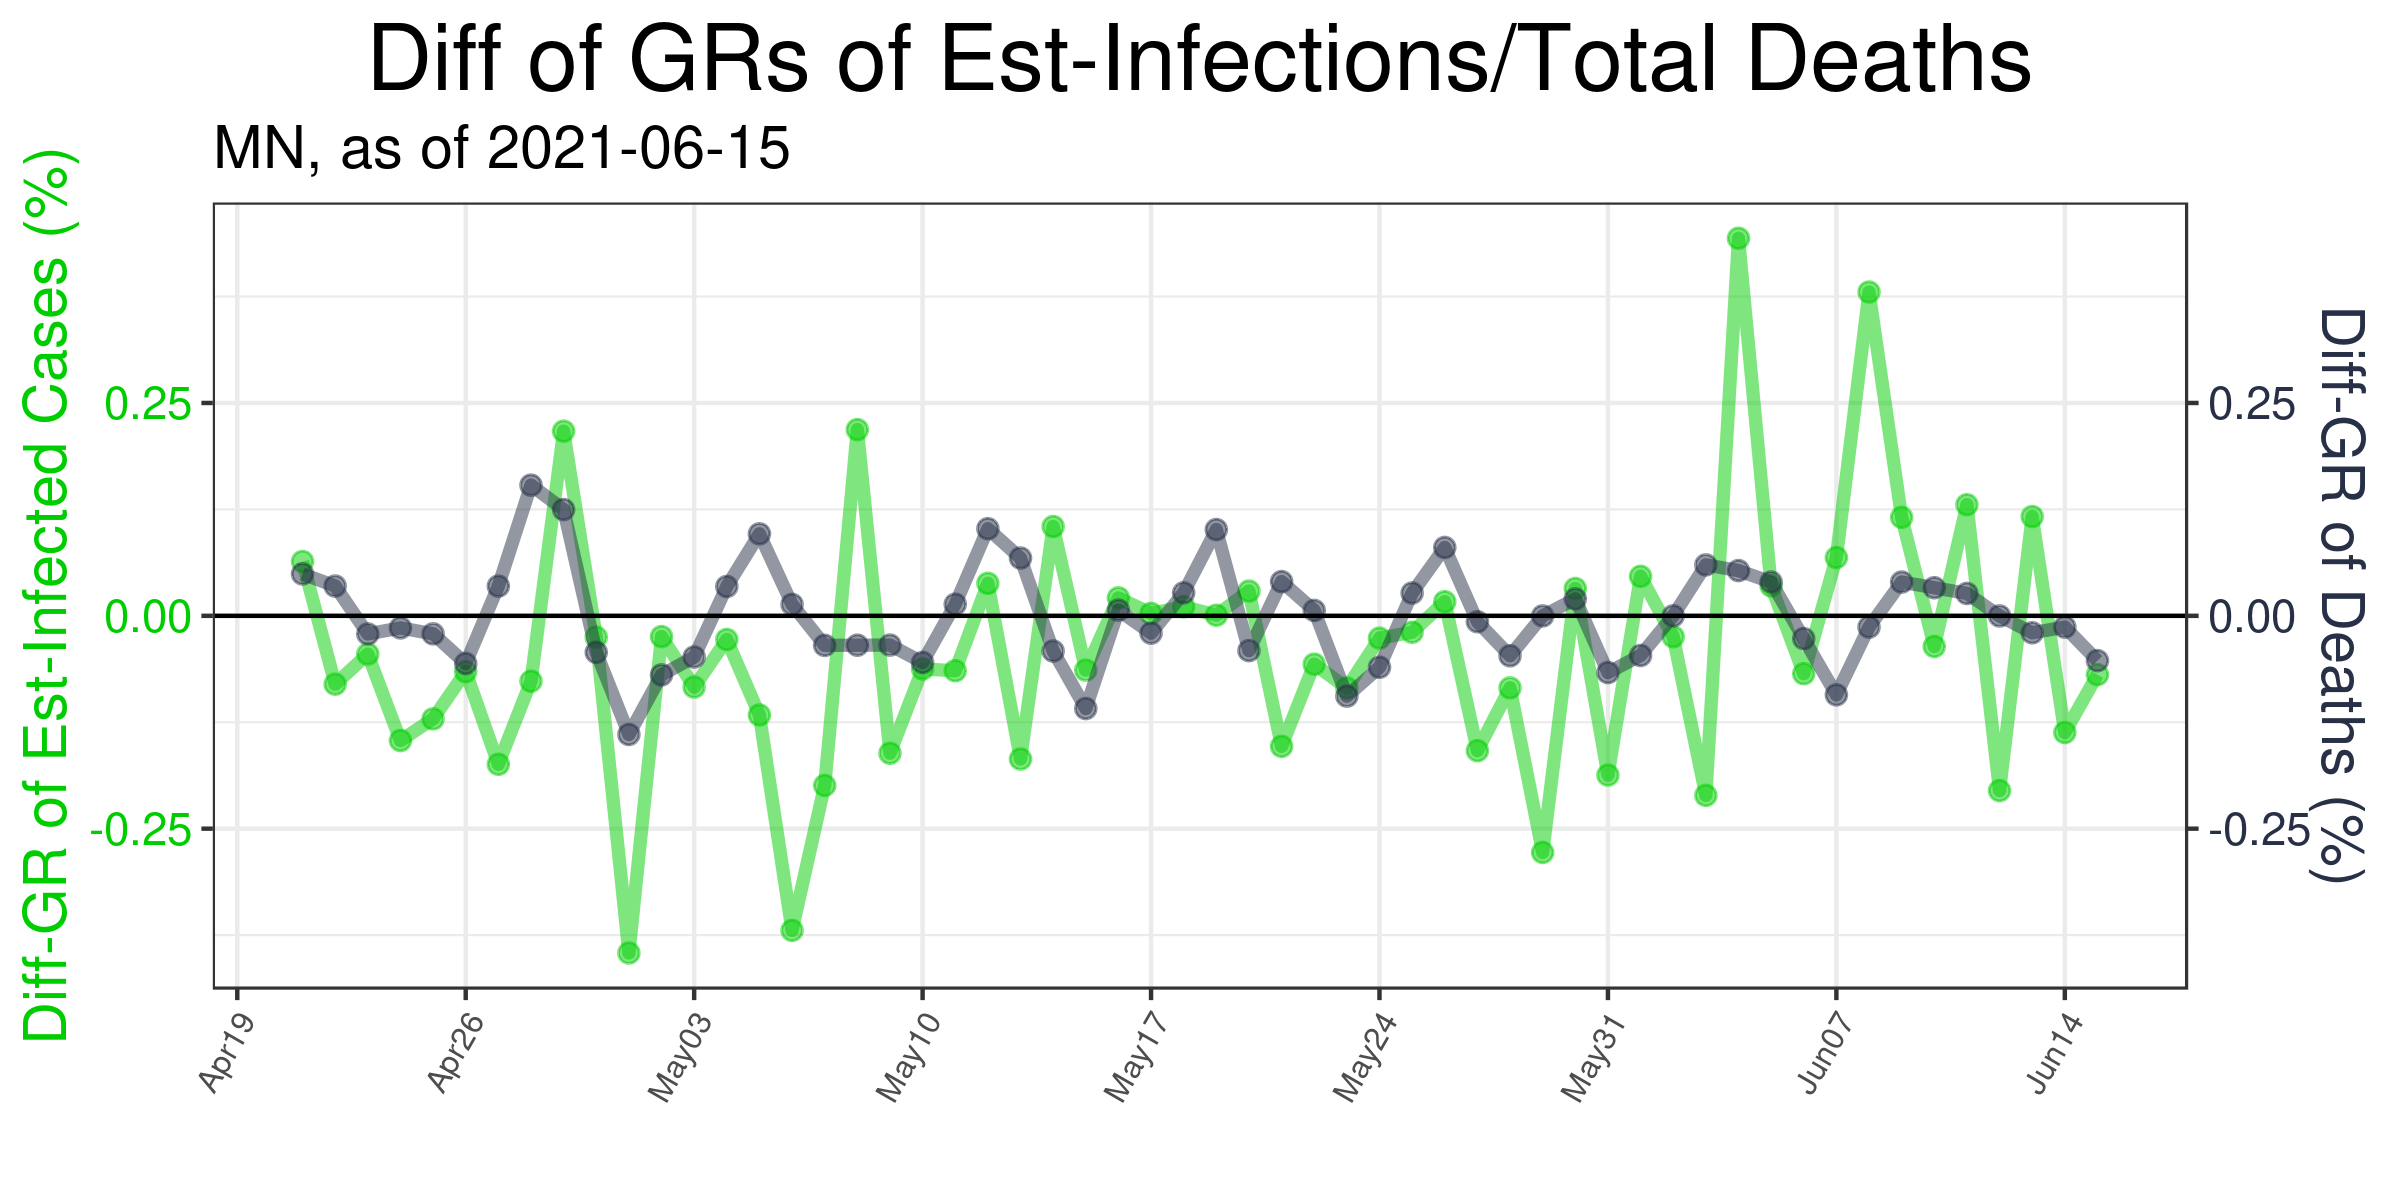 Diff of GRs of Est-Infections/Total Deaths
MN, as of 2021-06-15
Diff-GR of Est-Infected Cases (%)
0.25
0.00
-0.25
0.25
0.00
-0.25
Diff-GR of Deaths (%)
Apr19
Apr26
May03
May10
May17
May24
May31
Jun07
Jun14